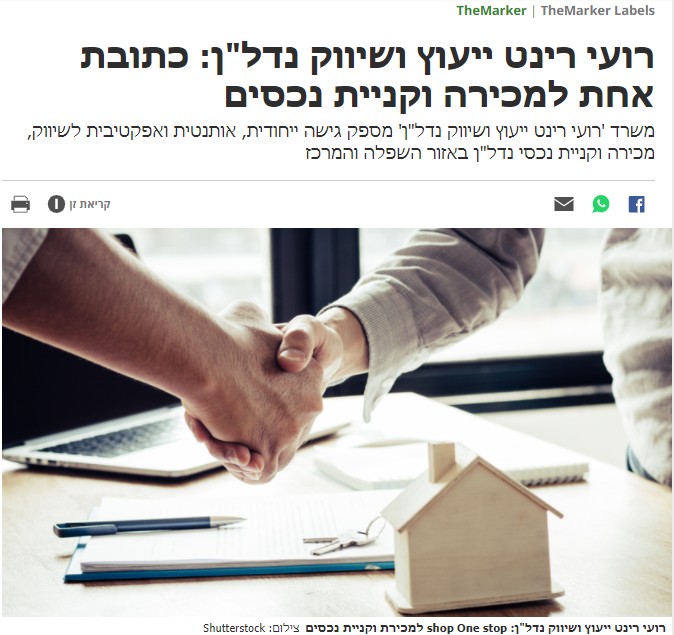 TheMarker | TheMarker Labels
רועי רינט ייעוץ ושיווק נדל"ן: כתובת
אחת למכירה וקניית נכסים
משרד 'רועי רינט ייעוץ ושיווק נדל"ן' מספק גישה ייחודית, אותנטית ואפקטיבית לשיווק,
מכירה וקניית נכסי נדל"ן באזור השפלה והמרכז
קריאת זן
רועי רינט ייעוץ ושיווק נדל"ן: shop One stop למכירת וקניית נכסים צילום: Shutterstock